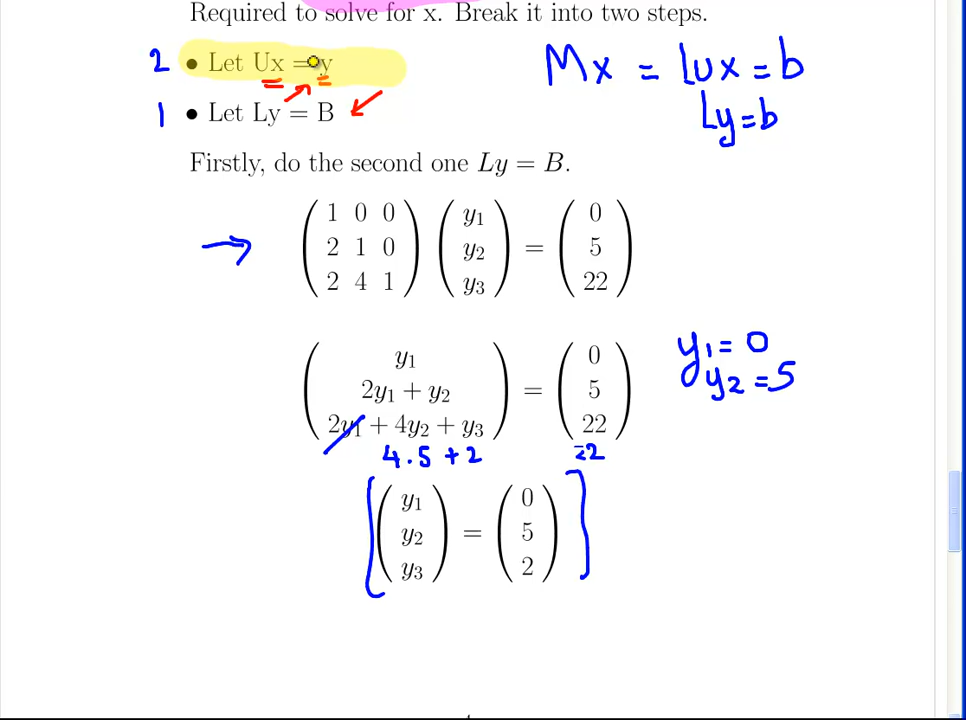 Required to solve for x. Break it into two steps.
2 • Let Ux = y
Mx = LUx = b
1 • Let Ly = B
Ly = b
Firstly, do the second one Ly = B.
1 0 0 y₁ 0
→ 2 1 0 y₂ = 5
2 4 1 y₃ 22
y₁ 0
2y₁ + y₂ = 5
2y₁ + 4y₂ + y₃ 22
y₁ = 0
y₂ = 5
4.5 + 2 22
y₁ 0
y₂ = 5
y₃ 2